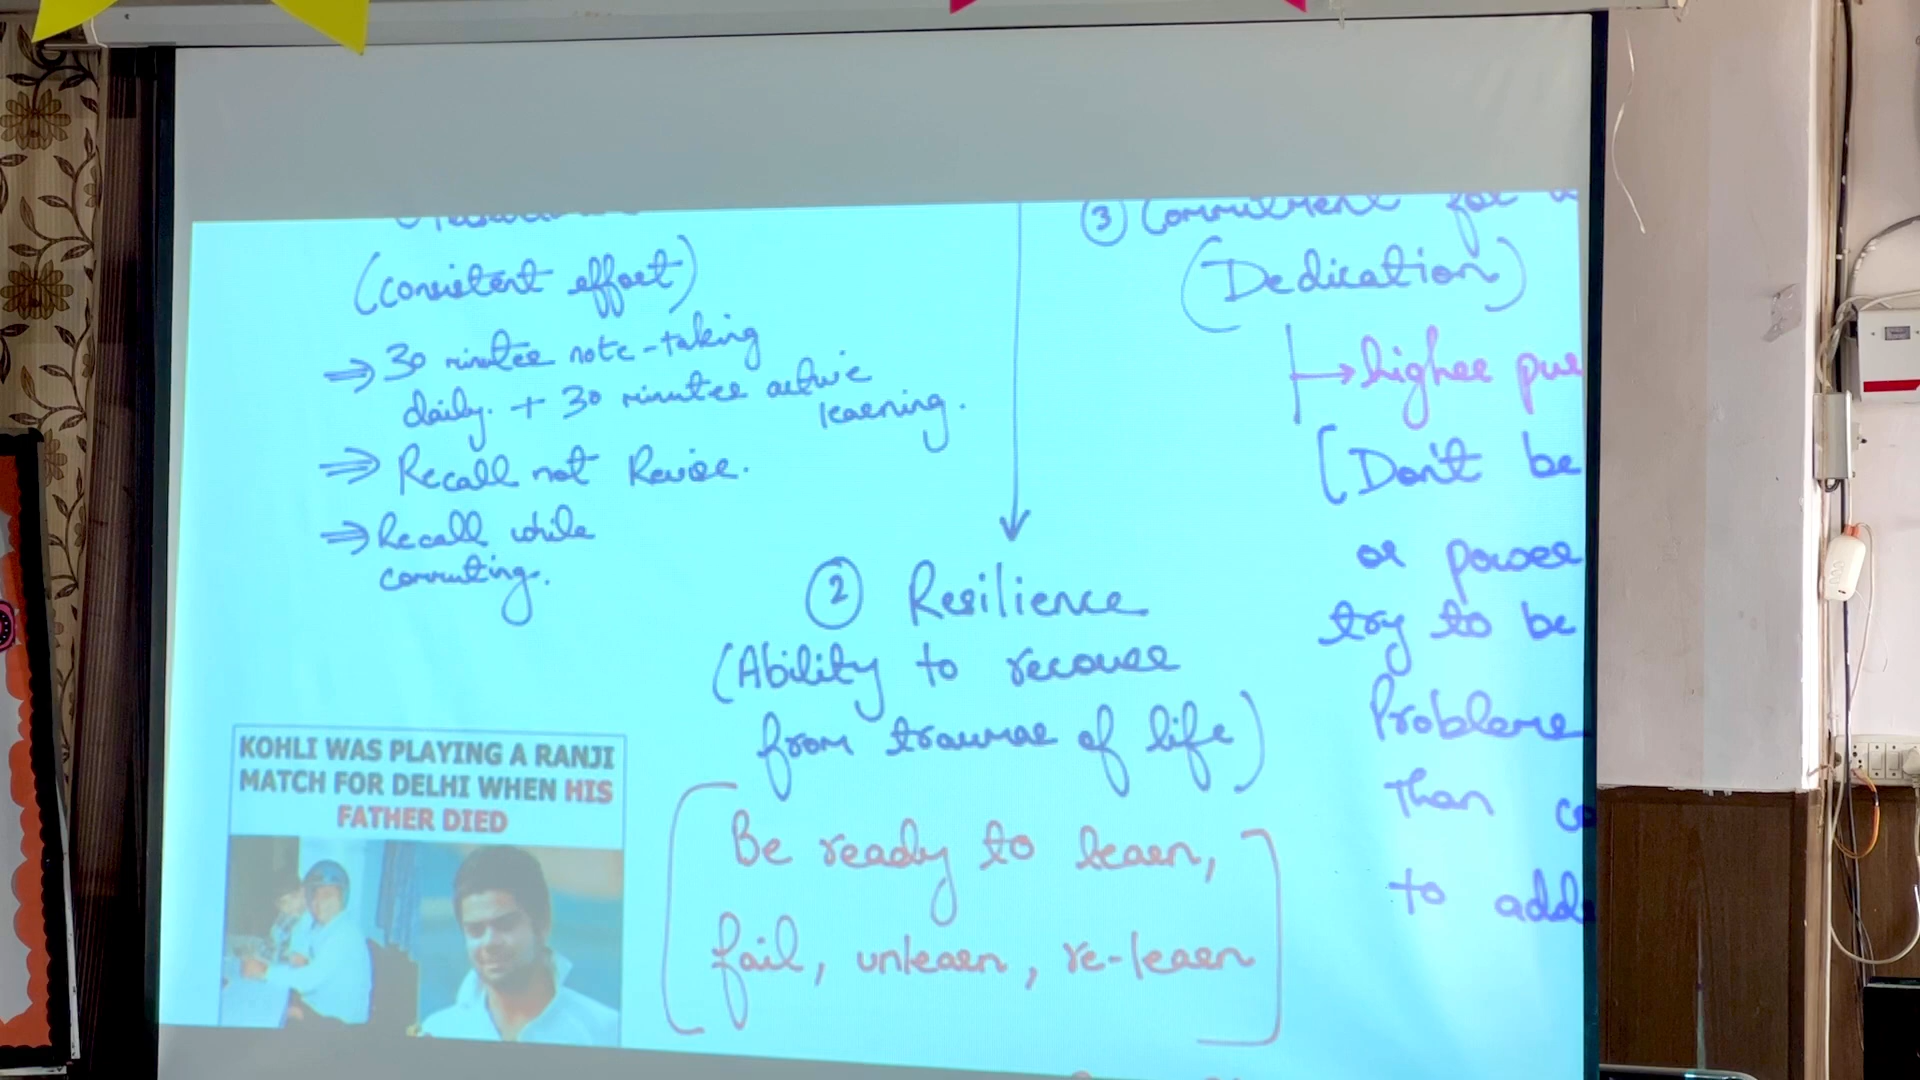 (consistent effort)
⇒ 30 minutes note-taking
daily. + 30 minutes active
learning.
⇒ Recall not Revise.
⇒ Recall while
commuting.
KOHLI WAS PLAYING A RANJI
MATCH FOR DELHI WHEN HIS
FATHER DIED
② Resilience
(Ability to recover
from traumas of life)
[Be ready to learn,
fail, unlearn, re-learn]
③ Commitment for
(Dedication)
→ higher
[Don't be
or power
try to be
Problems
Than
to